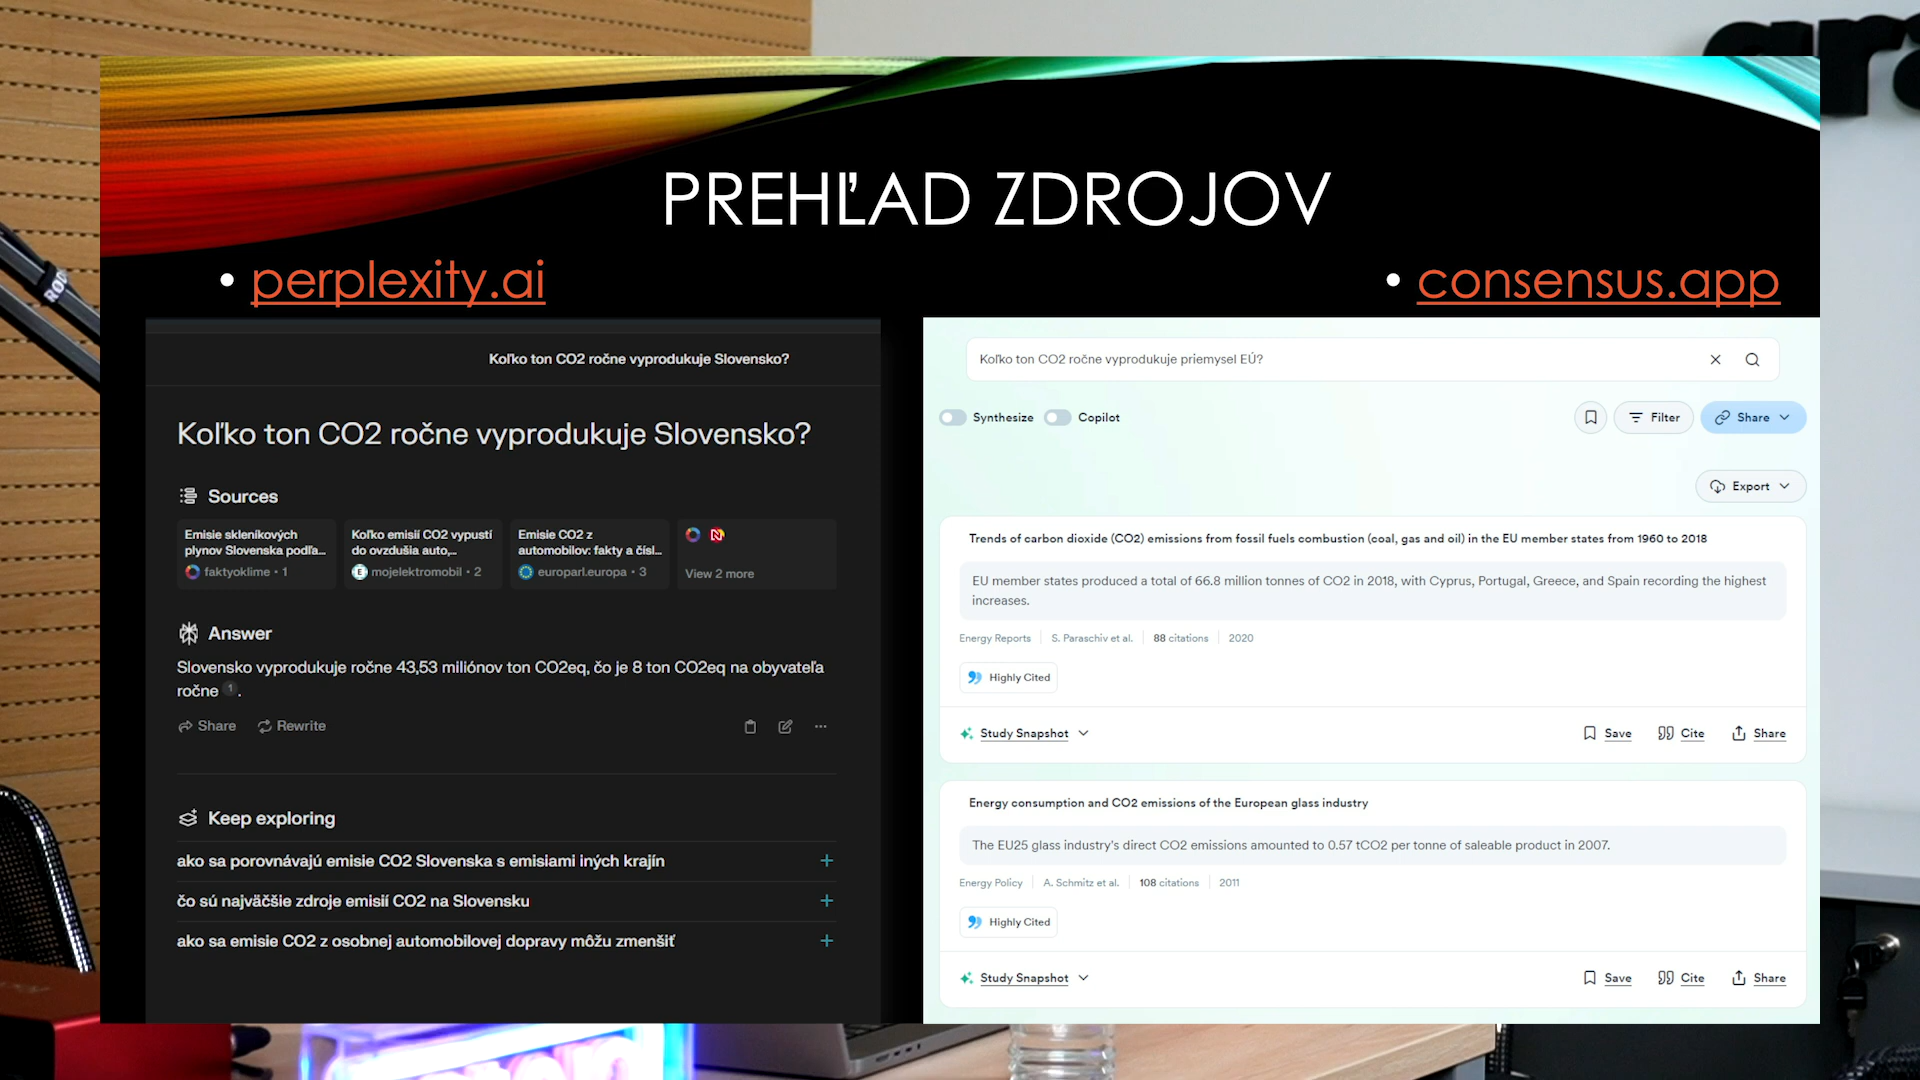 PREHĽAD ZDROJOV
• perplexity.ai
• consensus.app
Koľko ton CO2 ročne vyprodukuje Slovensko?
Koľko ton CO2 ročne vyprodukuje Slovensko?
Sources
Emisie skleníkových
plynov Slovenska podľa...
faktyoklime • 1
Koľko emisií CO2 vypustí
do ovzdušia auto,...
mojelektromobil • 2
Emisie CO2 z
automobilov: fakty a čísl...
europarl.europa • 3
View 2 more
Answer
Slovensko vyprodukuje ročne 43,53 miliónov ton CO2eq, čo je 8 ton CO2eq na obyvateľa
ročne 1.
Share Rewrite
Keep exploring
ako sa porovnávajú emisie CO2 Slovenska s emisiami iných krajín
čo sú najväčšie zdroje emisií CO2 na Slovensku
ako sa emisie CO2 z osobnej automobilovej dopravy môžu zmenšiť
Koľko ton CO2 ročne vyprodukuje priemysel EÚ?
Synthesize Copilot
Filter Share
Export
Trends of carbon dioxide (CO2) emissions from fossil fuels combustion (coal, gas and oil) in the EU member states from 1960 to 2018
EU member states produced a total of 66.8 million tonnes of CO2 in 2018, with Cyprus, Portugal, Greece, and Spain recording the highest
increases.
Energy Reports S. Paraschiv et al. 88 citations 2020
Highly Cited
Study Snapshot Save Cite Share
Energy consumption and CO2 emissions of the European glass industry
The EU25 glass industry's direct CO2 emissions amounted to 0.57 tCO2 per tonne of saleable product in 2007.
Energy Policy A. Schmitz et al. 108 citations 2011
Highly Cited
Study Snapshot Save Cite Share